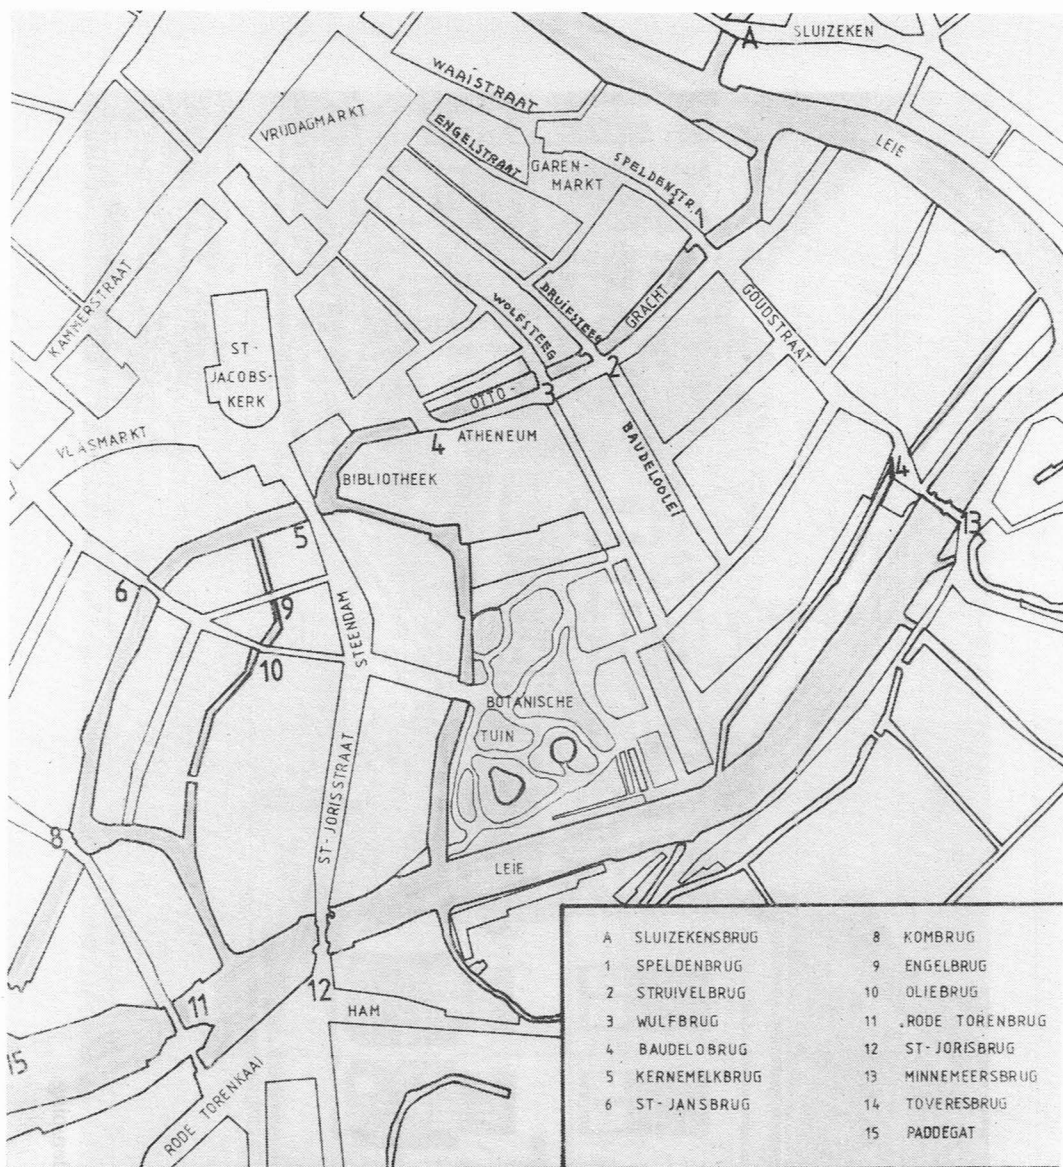 A
SLUIZEKEN
WAAISTRAAT
VRIJDAGMARKT
ENGELSTRAAT
GAREN-
MARKT
SPELDENSTR.
1
LEIE
KAMMERSTRAAT
WOLFSTEEG
DRUIFSTEEG
GRACHT
GOUDSTRAAT
ST-
JACOBS-
KERK
OTTO-
2
3
4
ATHENEUM
BAUDELOOLEI
VLASMARKT
BIBLIOTHEEK
4
13
5
6
9
STEENDAM
10
BOTANISCHE
TUIN
ST-JORISSTRAAT
8
LEIE
12
11
HAM
15
RODE TORENKAAI
A SLUIZEKENSBRUG
1 SPELDENBRUG
2 STRUIVELBRUG
3 WULFBRUG
4 BAUDELOBRUG
5 KERNEMELKBRUG
6 ST-JANSBRUG
8 KOMBRUG
9 ENGELBRUG
10 OLIEBRUG
11 RODE TORENBRUG
12 ST-JORISBRUG
13 MINNEMEERSBRUG
14 TOVERESBRUG
15 PADDEGAT